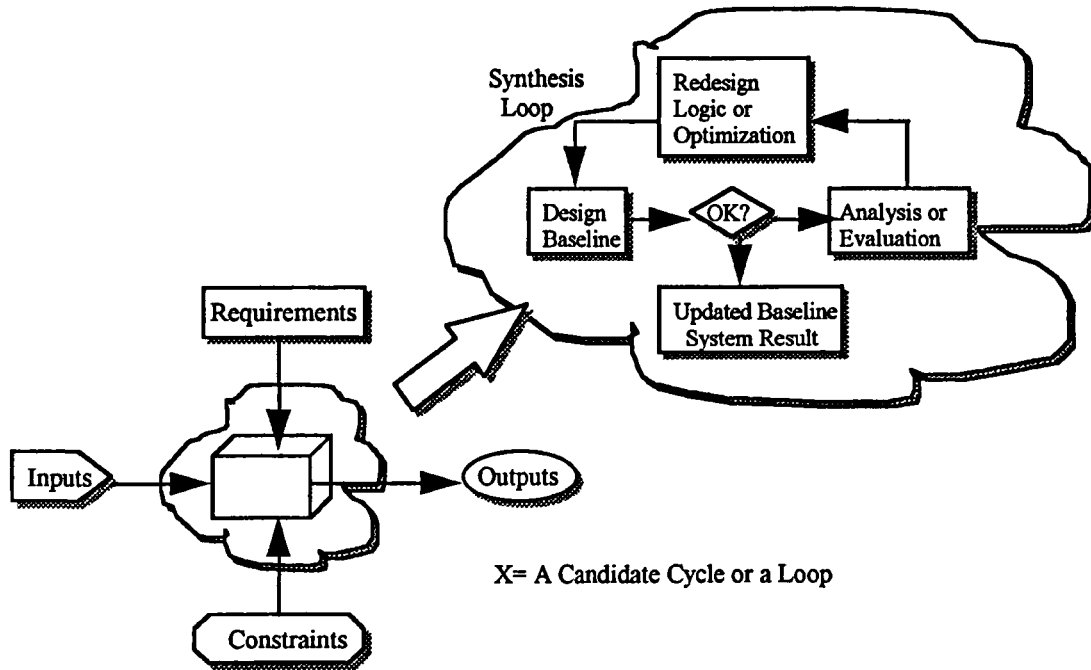 Synthesis
Loop
Redesign
Logic or
Optimization
Design
Baseline
OK?
Analysis or
Evaluation
Updated Baseline
System Result
Requirements
Inputs
Outputs
X= A Candidate Cycle or a Loop
Constraints